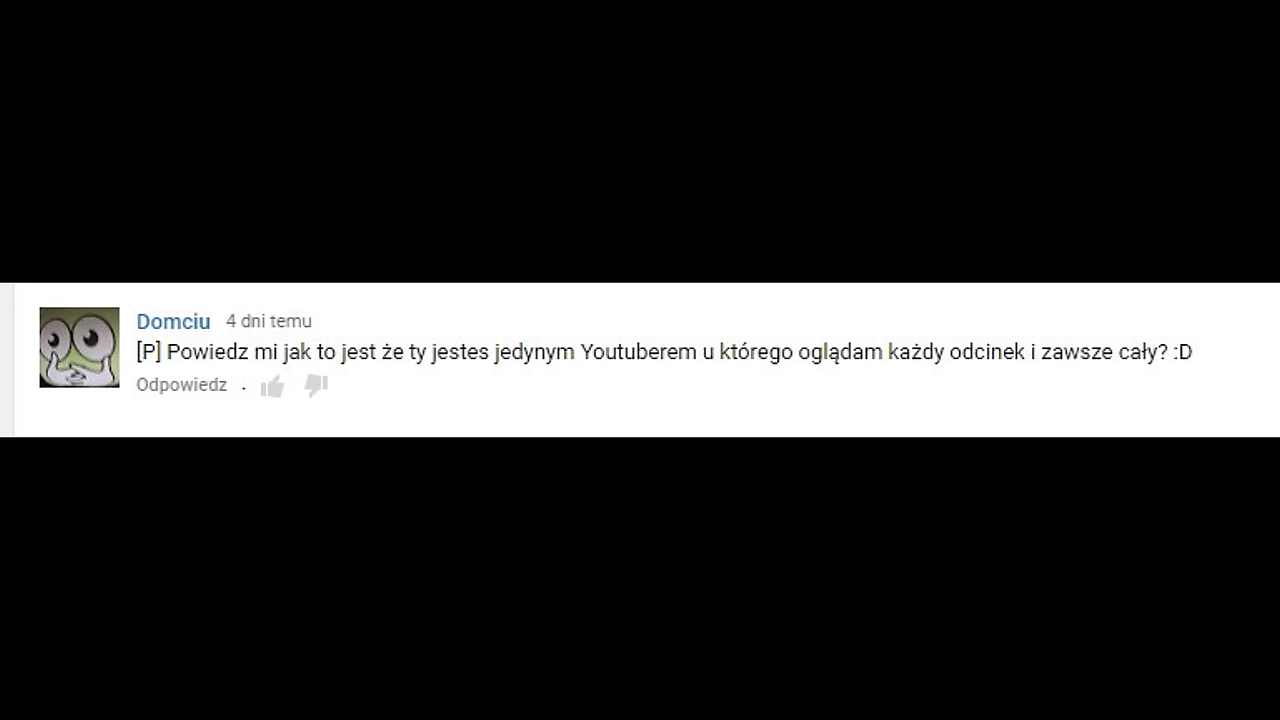 Domciu 4 dni temu
[P] Powiedz mi jak to jest że ty jestes jedynym Youtuberem u którego oglądam każdy odcinek i zawsze cały? :D
Odpowiedz .